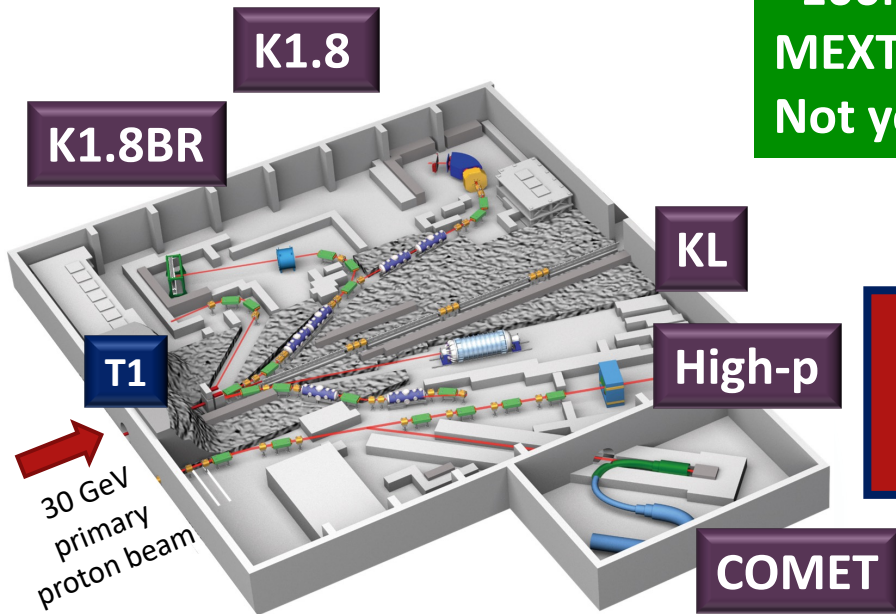 K1.8
MEXT
Not
K1.8BR
KL
T1
High-p
30 GeV
primary
proton beam
COMET